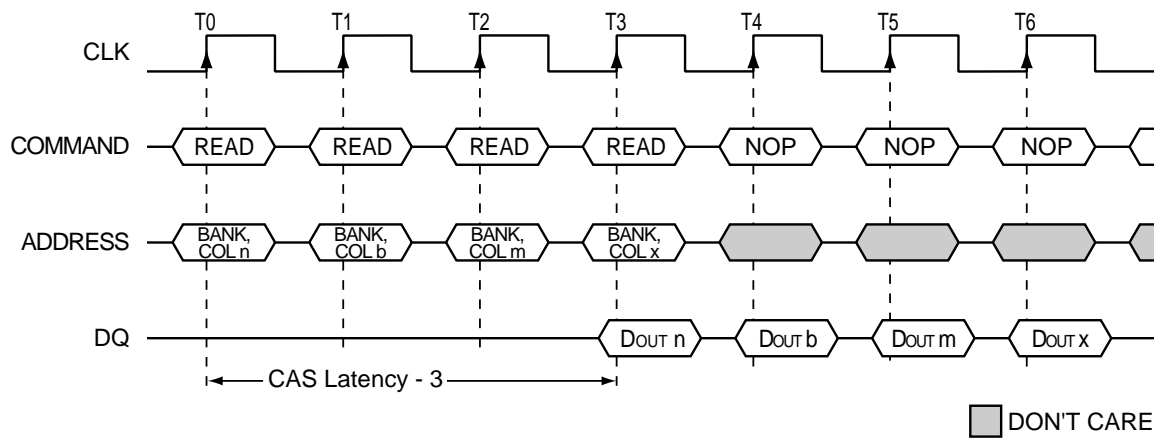 T0 T1 T2 T3 T4 T5 T6
CLK
COMMAND READ READ READ READ NOP NOP NOP
BANK, BANK, BANK, BANK,
ADDRESS
COL n COL b COL m COL x
DQ DOUT n DOUT b DOUT m DOUT x
CAS Latency - 3
DON'T CARE